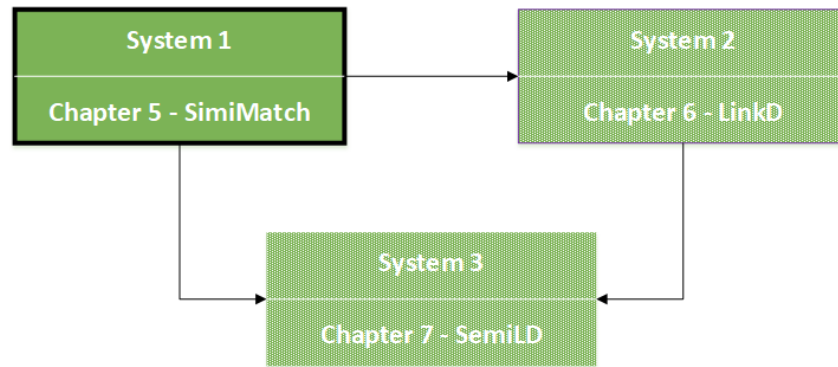 System 1
Chapter 5 - SimiMatch
System 2
Chapter 6 - LinkD
System 3
Chapter 7 - SemiLD